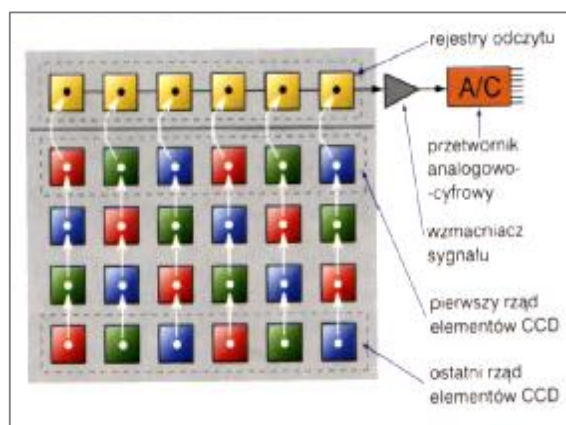 rejestry odczytu
A/C
przetwornik
analogowo-
-cyfrowy
wzmacniacz
sygnału
pierwszy rząd
elementów CCD
ostatni rząd
elementów CCD